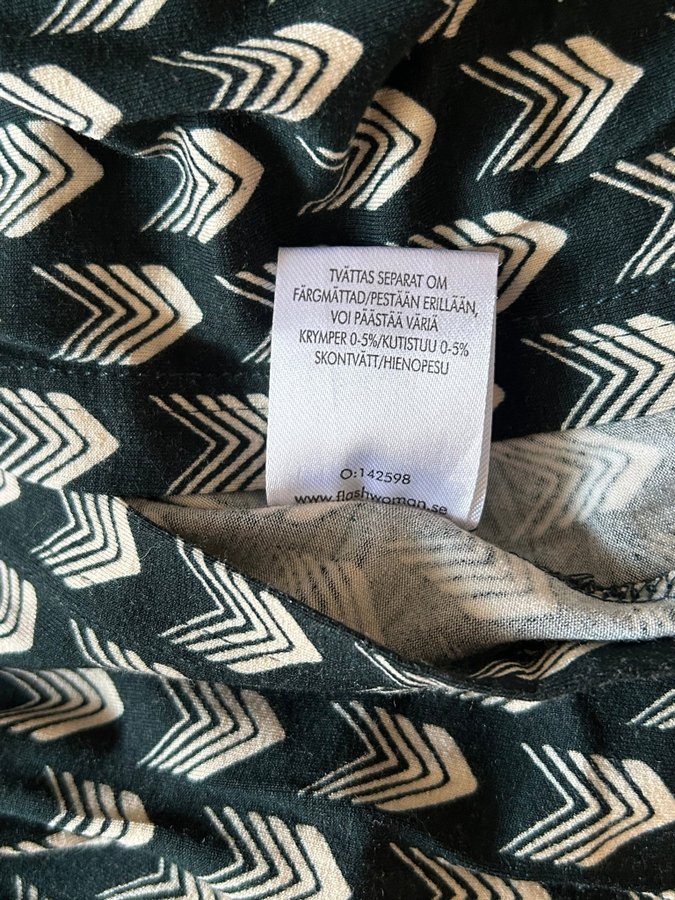 TVÄTTAS SEPARAT OM
FÄRGMÄTTAD/PESTÄÄN ERILLÄÄN,
VOI PÄÄSTÄÄ VÄRIÄ
KRYMPER 0-5%/KUTISTUU 0-5%
SKONTVÄTT/HIENOPESU
O:142598
www.flashwoman.se